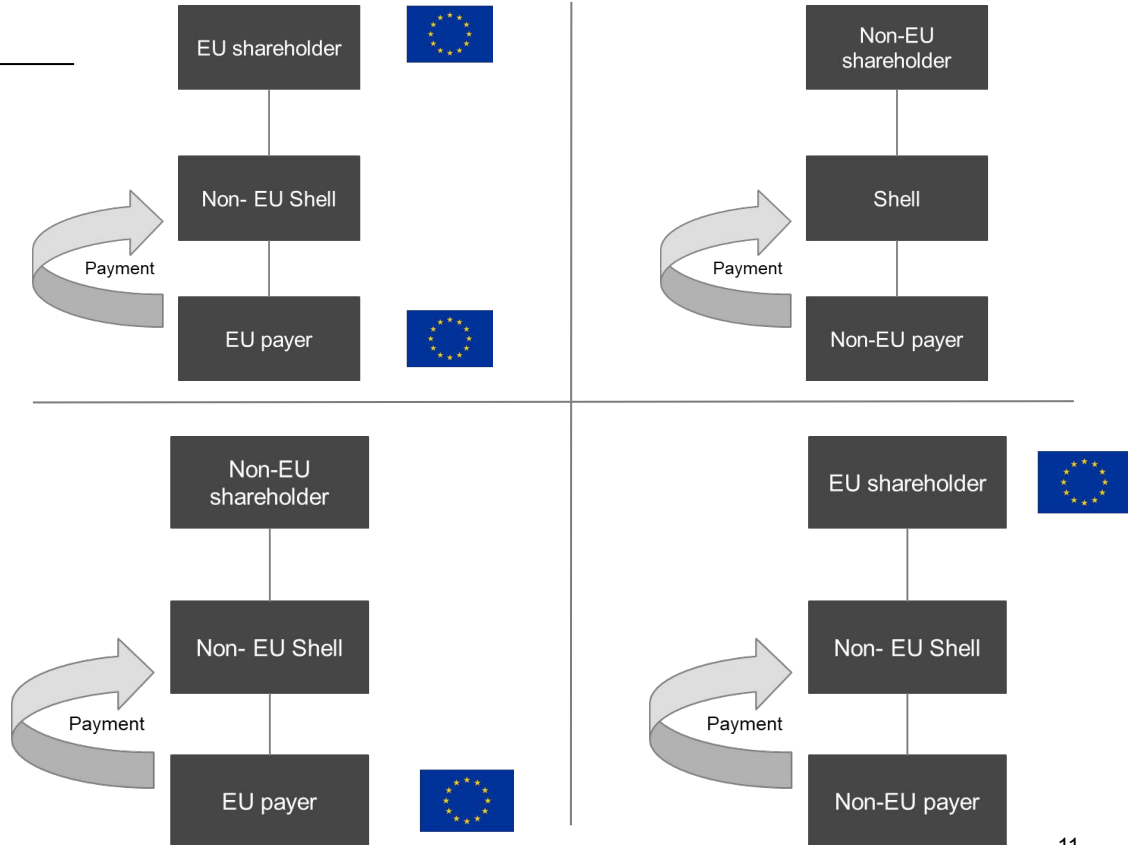 EU shareholder
Non- EU Shell
Payment
EU payer
Non-EU
shareholder
Shell
Payment
Non-EU payer
Non-EU
shareholder
Non- EU Shell
Payment
EU payer
EU shareholder
Non- EU Shell
Payment
Non-EU payer
11